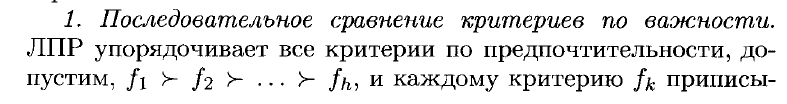 1. Последовательное сравнение критериев по важности.
ЛПР упорядочивает все критерии по предпочтительности, до-
пустим, f₁ ≻ f₂ ≻ … ≻ fₕ, и каждому критерию fₖ приписы-